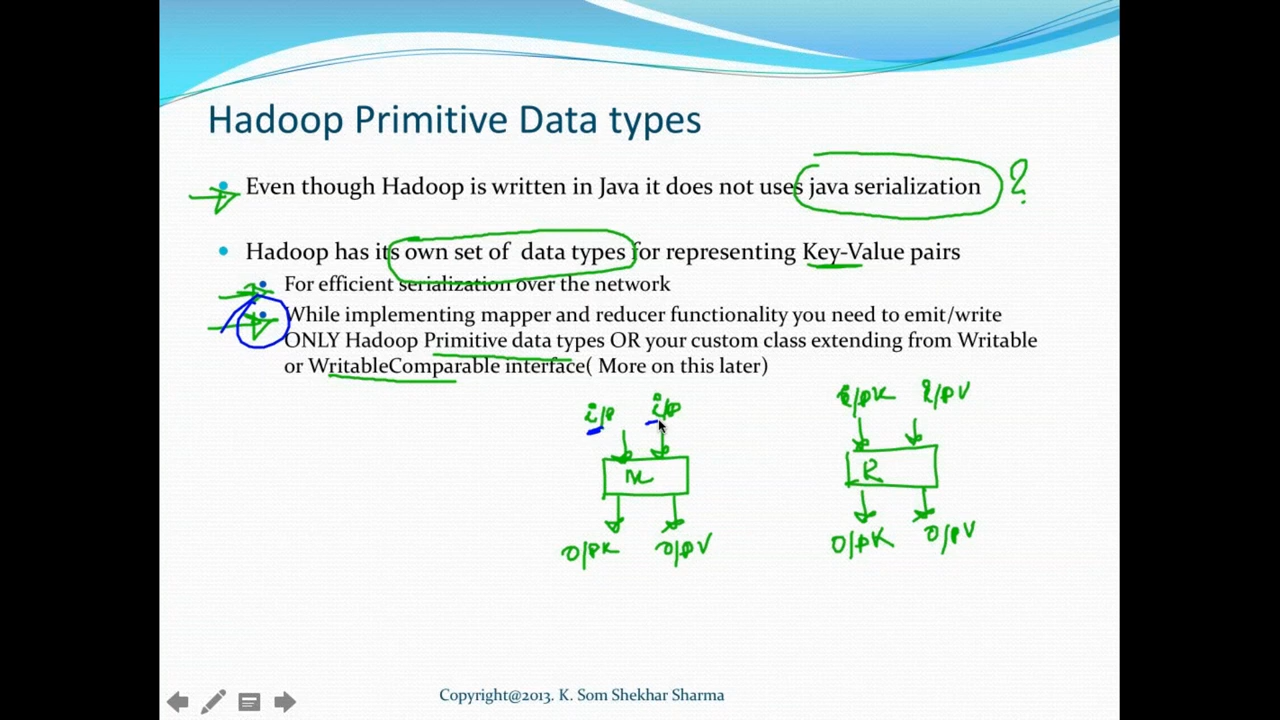 Hadoop Primitive Data types
Even though Hadoop is written in Java it does not uses java serialization ?
Hadoop has its own set of data types for representing Key-Value pairs
For efficient serialization over the network
While implementing mapper and reducer functionality you need to emit/write
ONLY Hadoop Primitive data types OR your custom class extending from Writable
or WritableComparable interface( More on this later)
i/p i/p i/pK i/pV
M R
O/pK O/pV O/pK O/pV
Copyright@2013. K. Som Shekhar Sharma